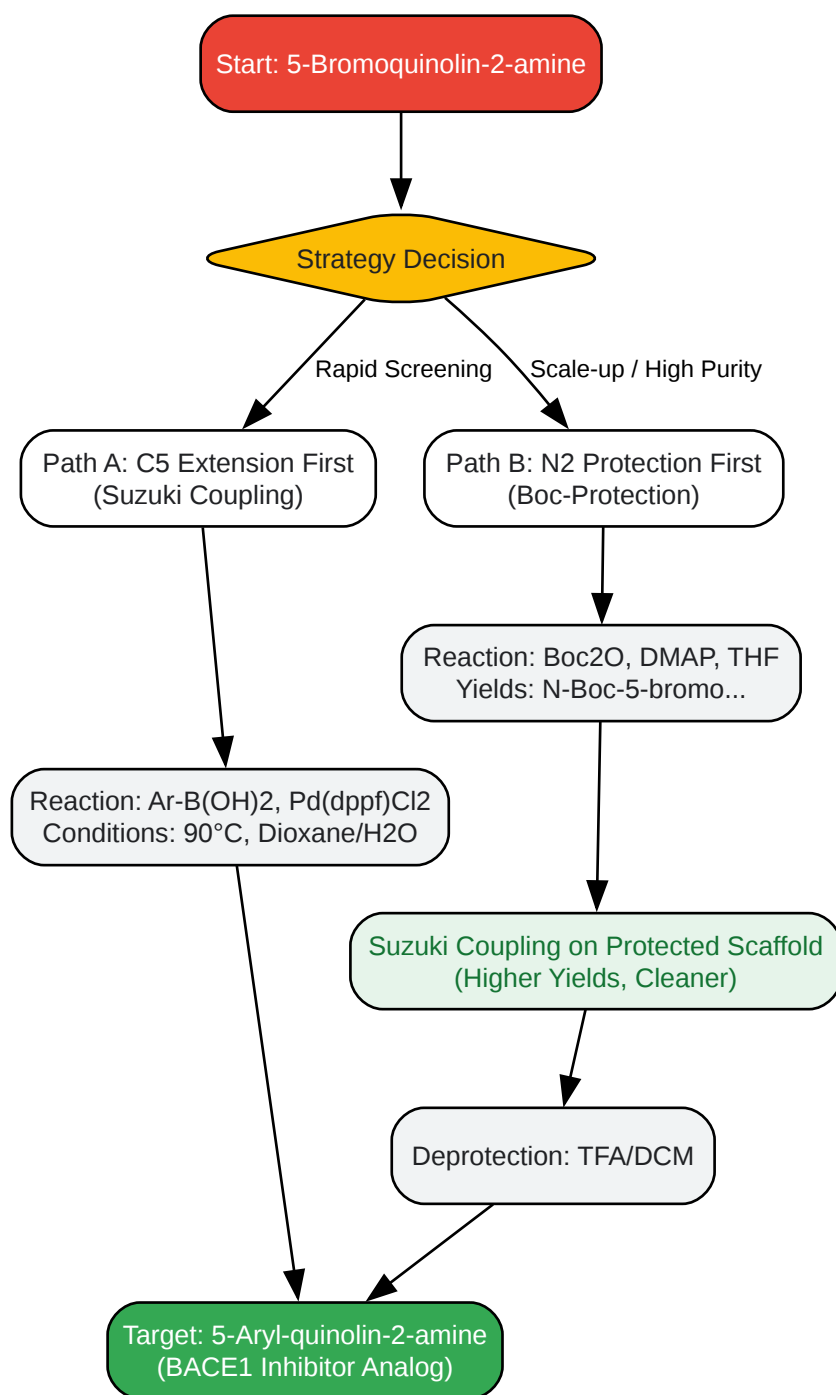 Start: 5-Bromoquinolin-2-amine
Strategy Decision
Rapid Screening
Scale-up / High Purity
Path A: C5 Extension First
(Suzuki Coupling)
Path B: N2 Protection First
(Boc-Protection)
Reaction: Boc2O, DMAP, THF
Yields: N-Boc-5-bromo...
Reaction: Ar-B(OH)2, Pd(dppf)Cl2
Conditions: 90°C, Dioxane/H2O
Suzuki Coupling on Protected Scaffold
(Higher Yields, Cleaner)
Deprotection: TFA/DCM
Target: 5-Aryl-quinolin-2-amine
(BACE1 Inhibitor Analog)